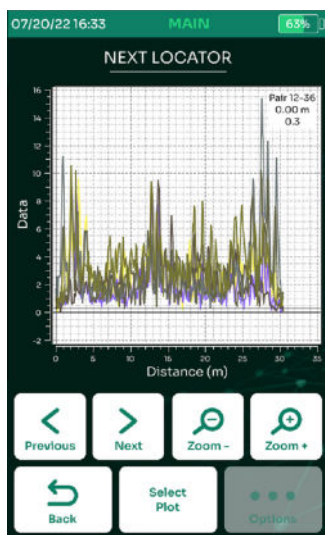 07/20/22 16:33 MAIN 63%
NEXT LOCATOR
Pair 12-36
0.00 m
0.3
16
14
12
10
8
6
4
2
0
-2
Data
0 5 10 15 20 25 30 35
Distance (m)
Previous Next Zoom - Zoom +
Back Select Plot Options